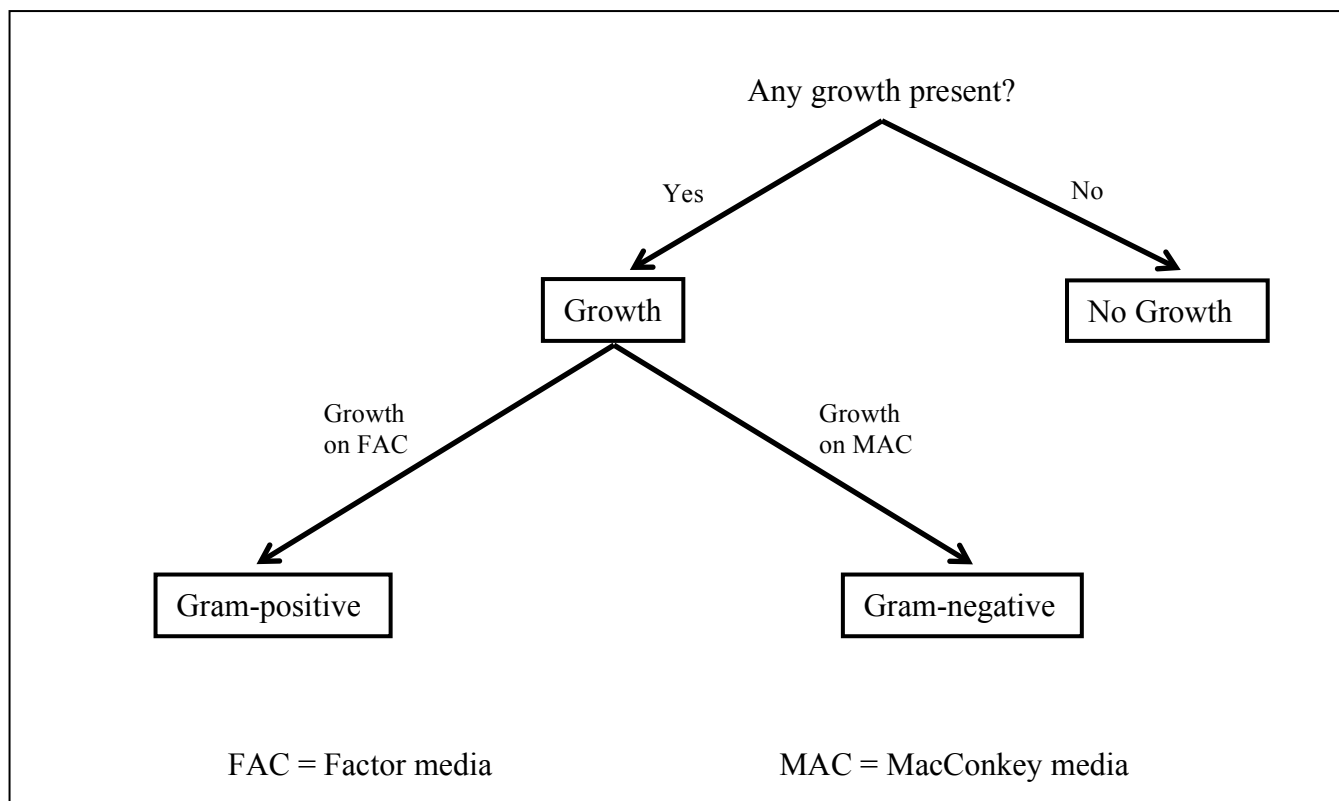 Any growth present?
Yes
No
Growth
No Growth
Growth
on FAC
Growth
on MAC
Gram-positive
Gram-negative
FAC = Factor media
MAC = MacConkey media